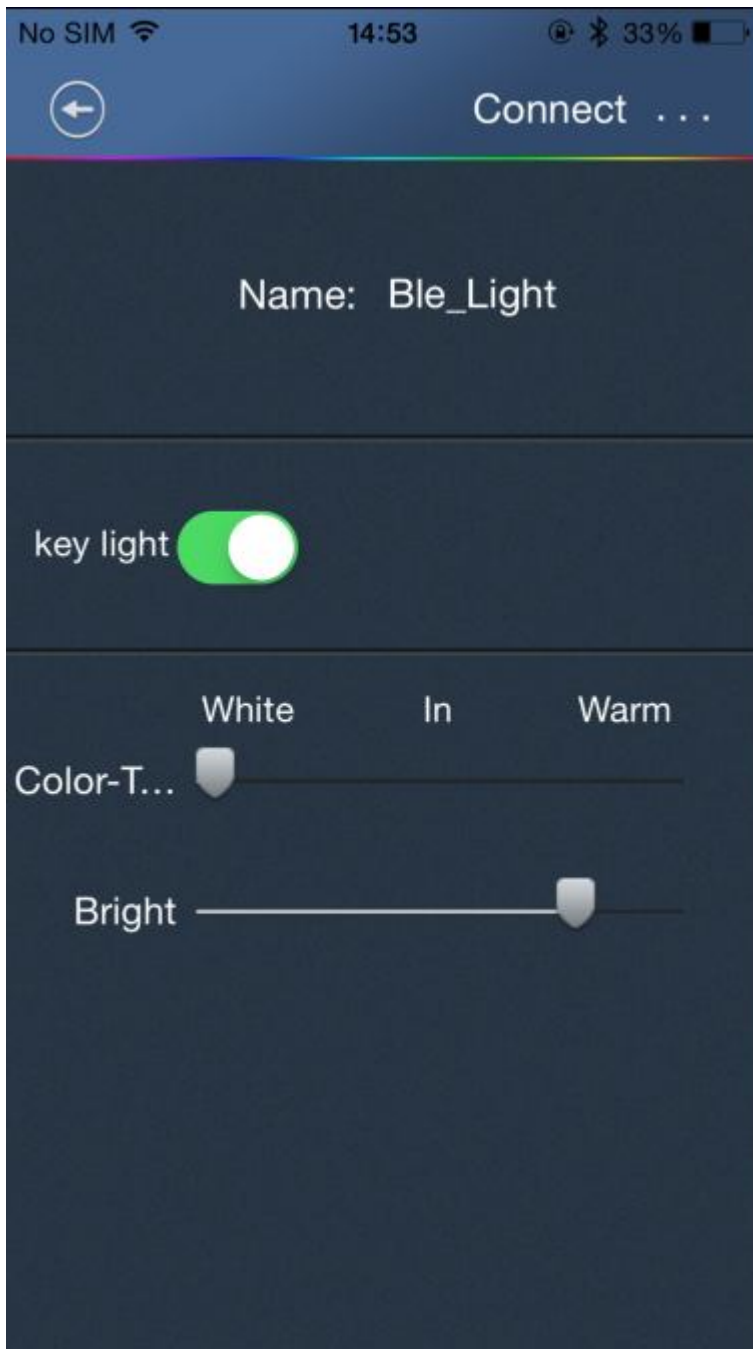 No SIM 14:53 33%
Connect ...
Name: Ble_Light
key light
White In Warm
Color-T...
Bright